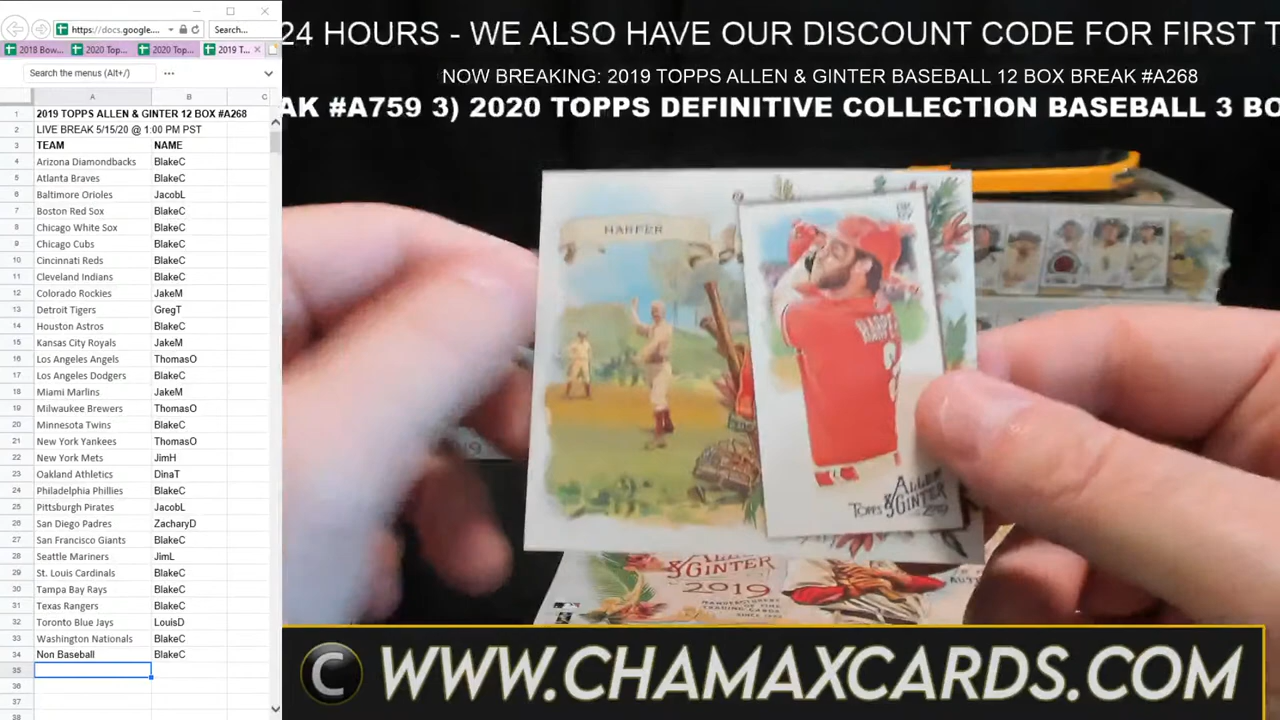 24 HOURS - WE ALSO HAVE OUR DISCOUNT CODE FOR FIRST T
NOW BREAKING: 2019 TOPPS ALLEN & GINTER BASEBALL 12 BOX BREAK #A268
AK #A759 3) 2020 TOPPS DEFINITIVE COLLECTION BASEBALL 3 BO
https://docs.google....
Search...
2018 Bow...
2020 Top...
2020 Top...
2019 T...
Search the menus (Alt+/)
A B C
1 2019 TOPPS ALLEN & GINTER 12 BOX #A268
2 LIVE BREAK 5/15/20 @ 1:00 PM PST
3 TEAM NAME
4 Arizona Diamondbacks BlakeC
5 Atlanta Braves BlakeC
6 Baltimore Orioles JacobL
7 Boston Red Sox BlakeC
8 Chicago White Sox BlakeC
9 Chicago Cubs BlakeC
10 Cincinnati Reds BlakeC
11 Cleveland Indians BlakeC
12 Colorado Rockies JakeM
13 Detroit Tigers GregT
14 Houston Astros BlakeC
15 Kansas City Royals JakeM
16 Los Angeles Angels ThomasO
17 Los Angeles Dodgers BlakeC
18 Miami Marlins JakeM
19 Milwaukee Brewers ThomasO
20 Minnesota Twins BlakeC
21 New York Yankees ThomasO
22 New York Mets JimH
23 Oakland Athletics DinaT
24 Philadelphia Phillies BlakeC
25 Pittsburgh Pirates JacobL
26 San Diego Padres ZacharyD
27 San Francisco Giants BlakeC
28 Seattle Mariners JimL
29 St. Louis Cardinals BlakeC
30 Tampa Bay Rays BlakeC
31 Texas Rangers BlakeC
32 Toronto Blue Jays LouisD
33 Washington Nationals BlakeC
34 Non Baseball BlakeC
35
36
37
38
HARPER
TOPPS ALLEN & GINTER 2019
ALLEN & GINTER
2019
C WWW.CHAMAXCARDS.COM